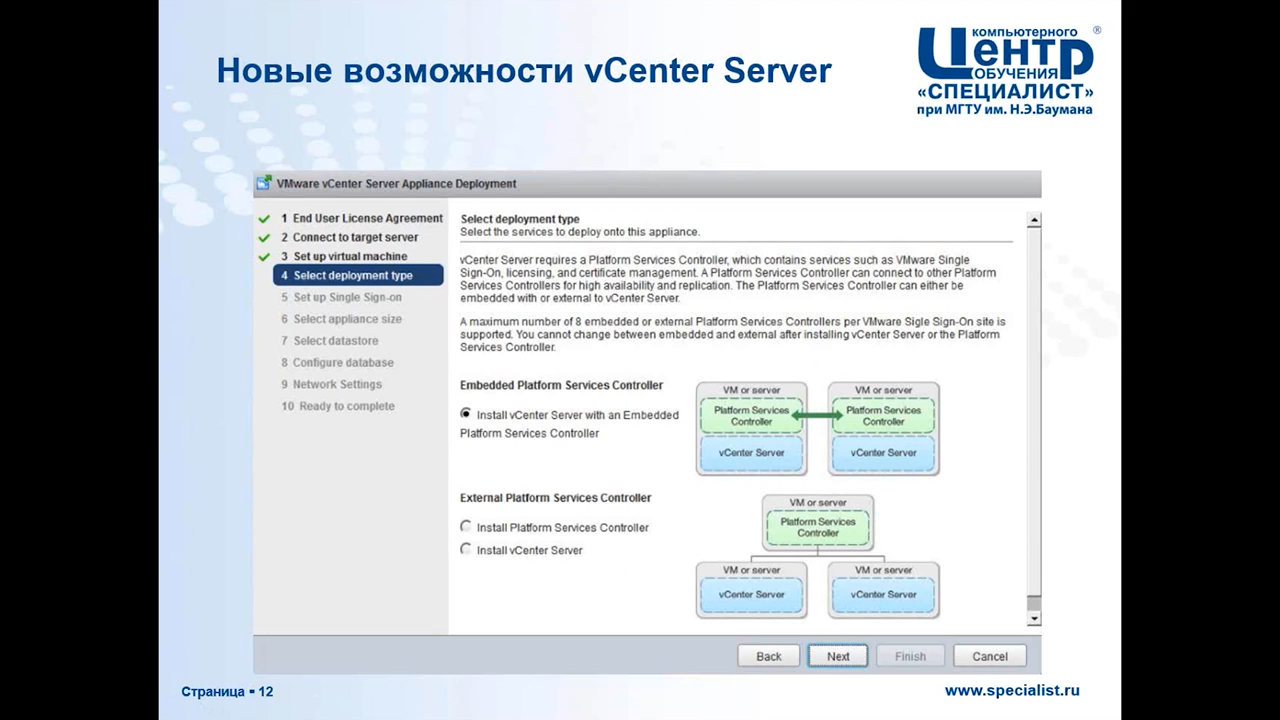 Новые возможности vCenter Server
компьютерного
Центр
ОБУЧЕНИЯ
«СПЕЦИАЛИСТ»
при МГТУ им. Н.Э.Баумана
®
VMware vCenter Server Appliance Deployment
1 End User License Agreement
2 Connect to target server
3 Set up virtual machine
4 Select deployment type
5 Set up Single Sign-on
6 Select appliance size
7 Select datastore
8 Configure database
9 Network Settings
10 Ready to complete
Select deployment type
Select the services to deploy onto this appliance.
vCenter Server requires a Platform Services Controller, which contains services such as VMware Single
Sign-On, licensing, and certificate management. A Platform Services Controller can connect to other Platform
Services Controllers for high availability and replication. The Platform Services Controller can either be
embedded with or external to vCenter Server.
A maximum number of 8 embedded or external Platform Services Controllers per VMware Sigle Sign-On site is
supported. You cannot change between embedded and external after installing vCenter Server or the Platform
Services Controller.
Embedded Platform Services Controller
Install vCenter Server with an Embedded
Platform Services Controller
VM or server
Platform Services
Controller
vCenter Server
VM or server
Platform Services
Controller
vCenter Server
External Platform Services Controller
Install Platform Services Controller
Install vCenter Server
VM or server
Platform Services
Controller
VM or server
vCenter Server
VM or server
vCenter Server
Back
Next
Finish
Cancel
Страница ▪ 12
www.specialist.ru